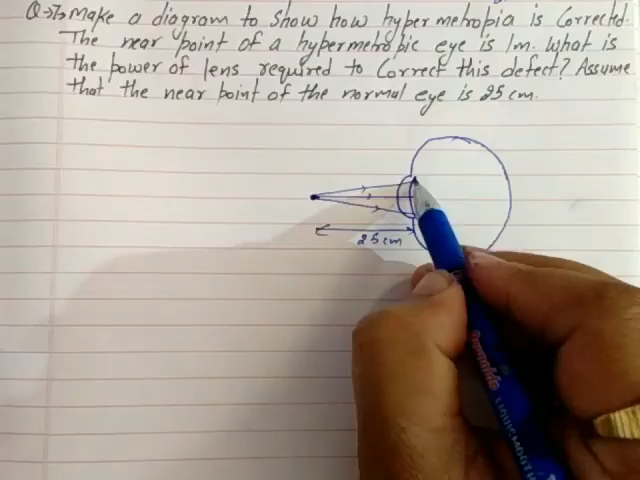 Q→7→ Make a diagram to show how hypermetropia is Corrected.
The near point of a hypermetropic eye is 1m. What is
the power of lens required to Correct this defect? Assume
that the near point of the normal eye is 25 cm.
25cm